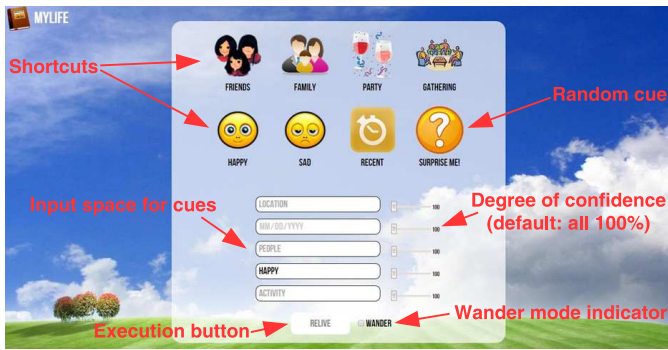 MYLIFE
Shortcuts
FRIENDS FAMILY PARTY GATHERING
Random cue
HAPPY SAD RECENT SURPRISE ME!
Input space for cues
LOCATION 100
MM/DD/YYYY 100
PEOPLE 100
HAPPY 100
ACTIVITY 100
Degree of confidence
(default: all 100%)
Execution button
RELIVE WANDER
Wander mode indicator